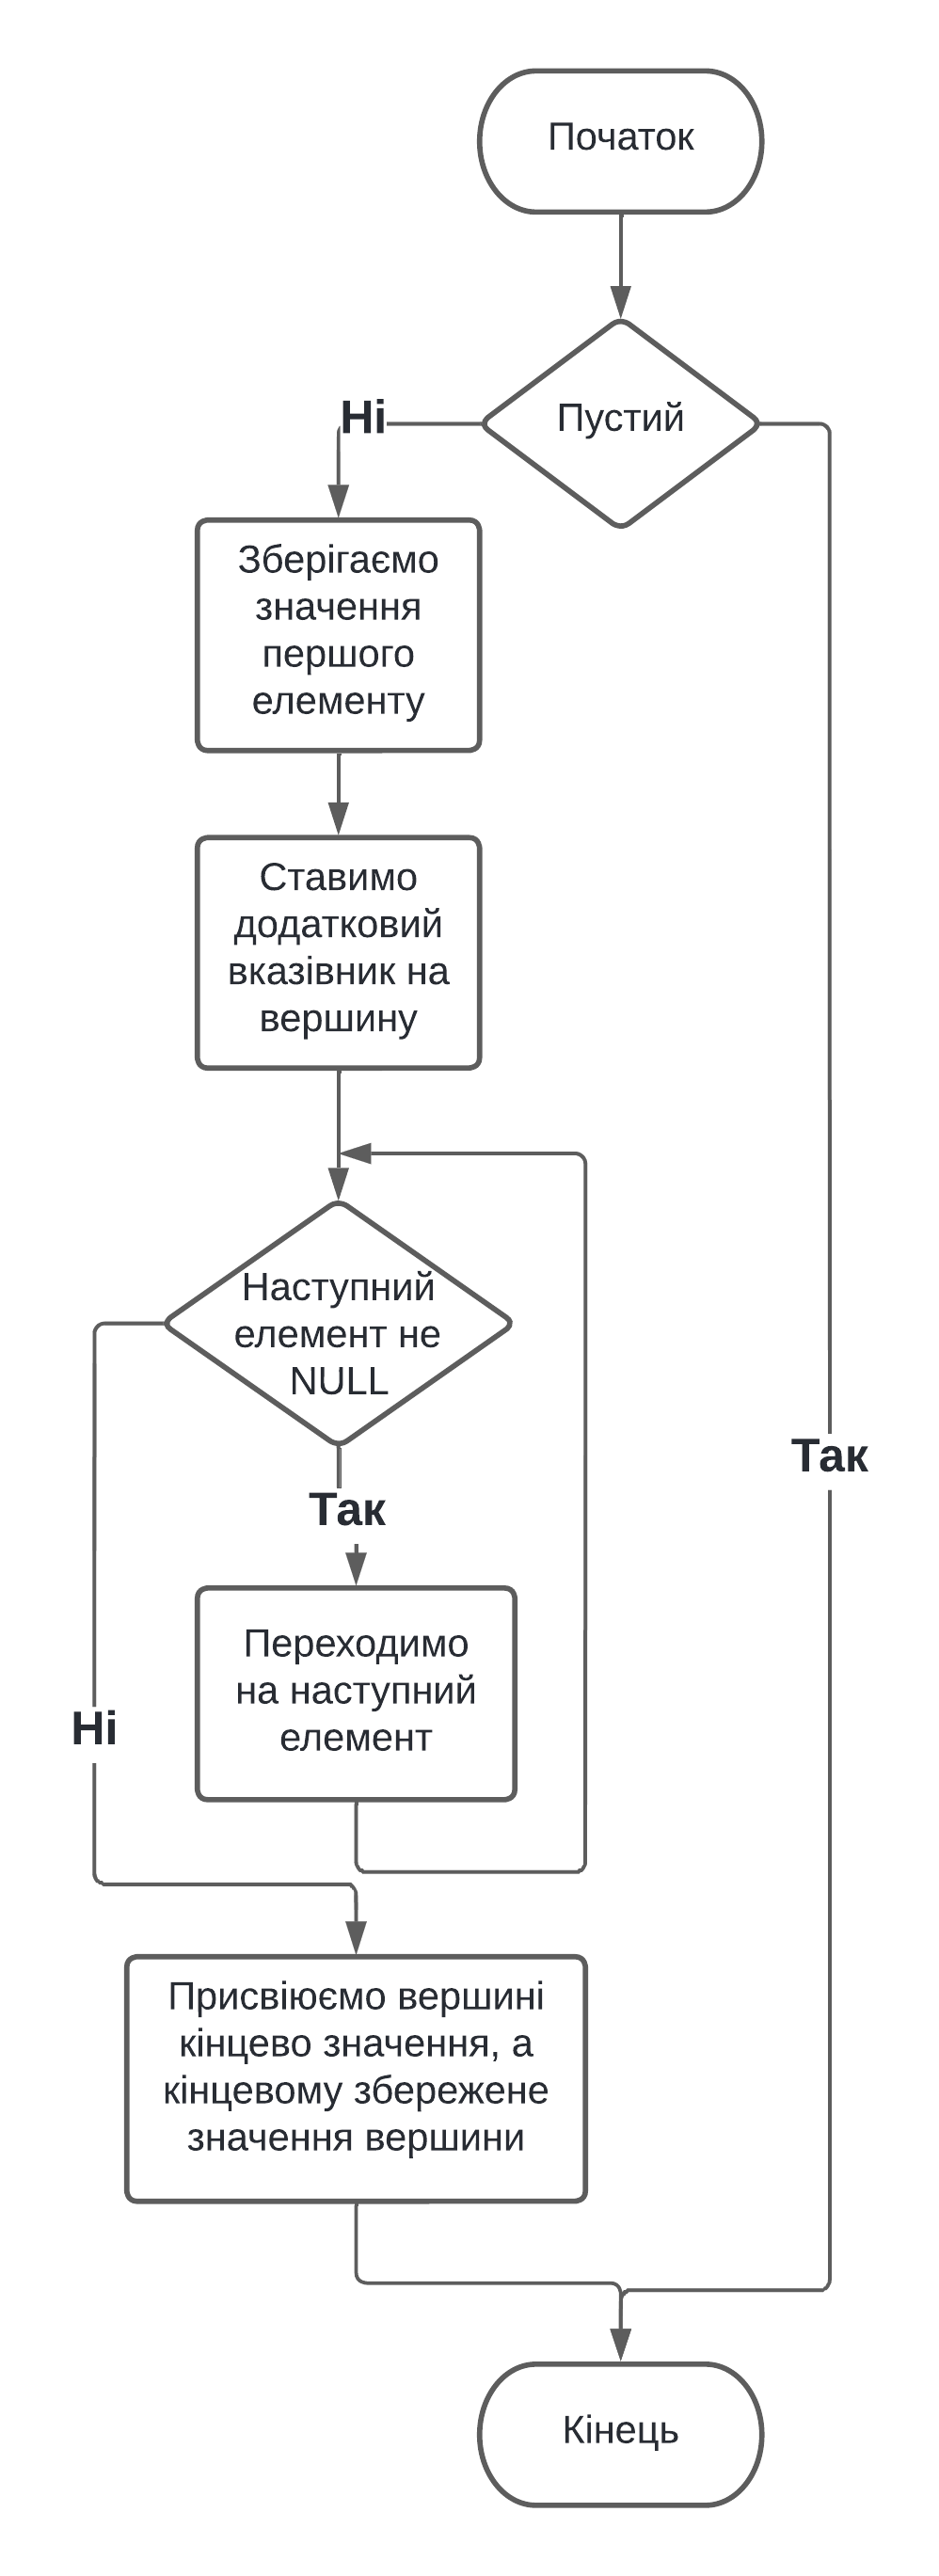 Початок
Пустий
Ні
Зберігаємо
значення
першого
елементу
Ставимо
додатковий
вказівник на
вершину
Наступний
елемент не
NULL
Так
Так
Переходимо
на наступний
елемент
Ні
Присвіюємо вершині
кінцево значення, а
кінцевому збережене
значення вершини
Кінець